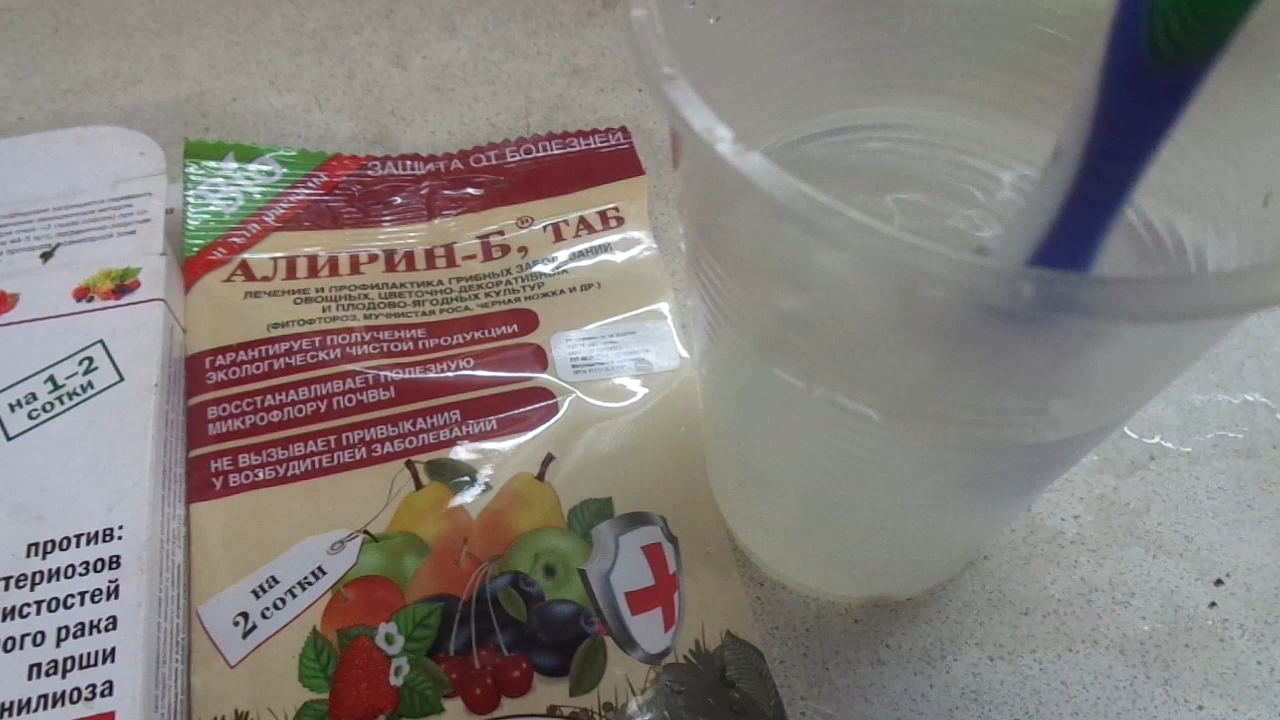 на 1-2
сотки
против:
териозов
истостей
ого рака
парши
нилиоза
ЗАЩИТА ОТ БОЛЕЗНЕЙ
АЛИРИН-Б®, ТАБ
ЛЕЧЕНИЕ И ПРОФИЛАКТИКА ГРИБНЫХ ЗАБОЛЕВАНИЙ
ОВОЩНЫХ, ЦВЕТОЧНО-ДЕКОРАТИВНЫХ
И ПЛОДОВО-ЯГОДНЫХ КУЛЬТУР
(ФИТОФТОРОЗ, МУЧНИСТАЯ РОСА, ЧЕРНАЯ НОЖКА И ДР.)
ГАРАНТИРУЕТ ПОЛУЧЕНИЕ
ЭКОЛОГИЧЕСКИ ЧИСТОЙ ПРОДУКЦИИ
ВОССТАНАВЛИВАЕТ ПОЛЕЗНУЮ
МИКРОФЛОРУ ПОЧВЫ
НЕ ВЫЗЫВАЕТ ПРИВЫКАНИЯ
У ВОЗБУДИТЕЛЕЙ ЗАБОЛЕВАНИЙ
на
2 сотки